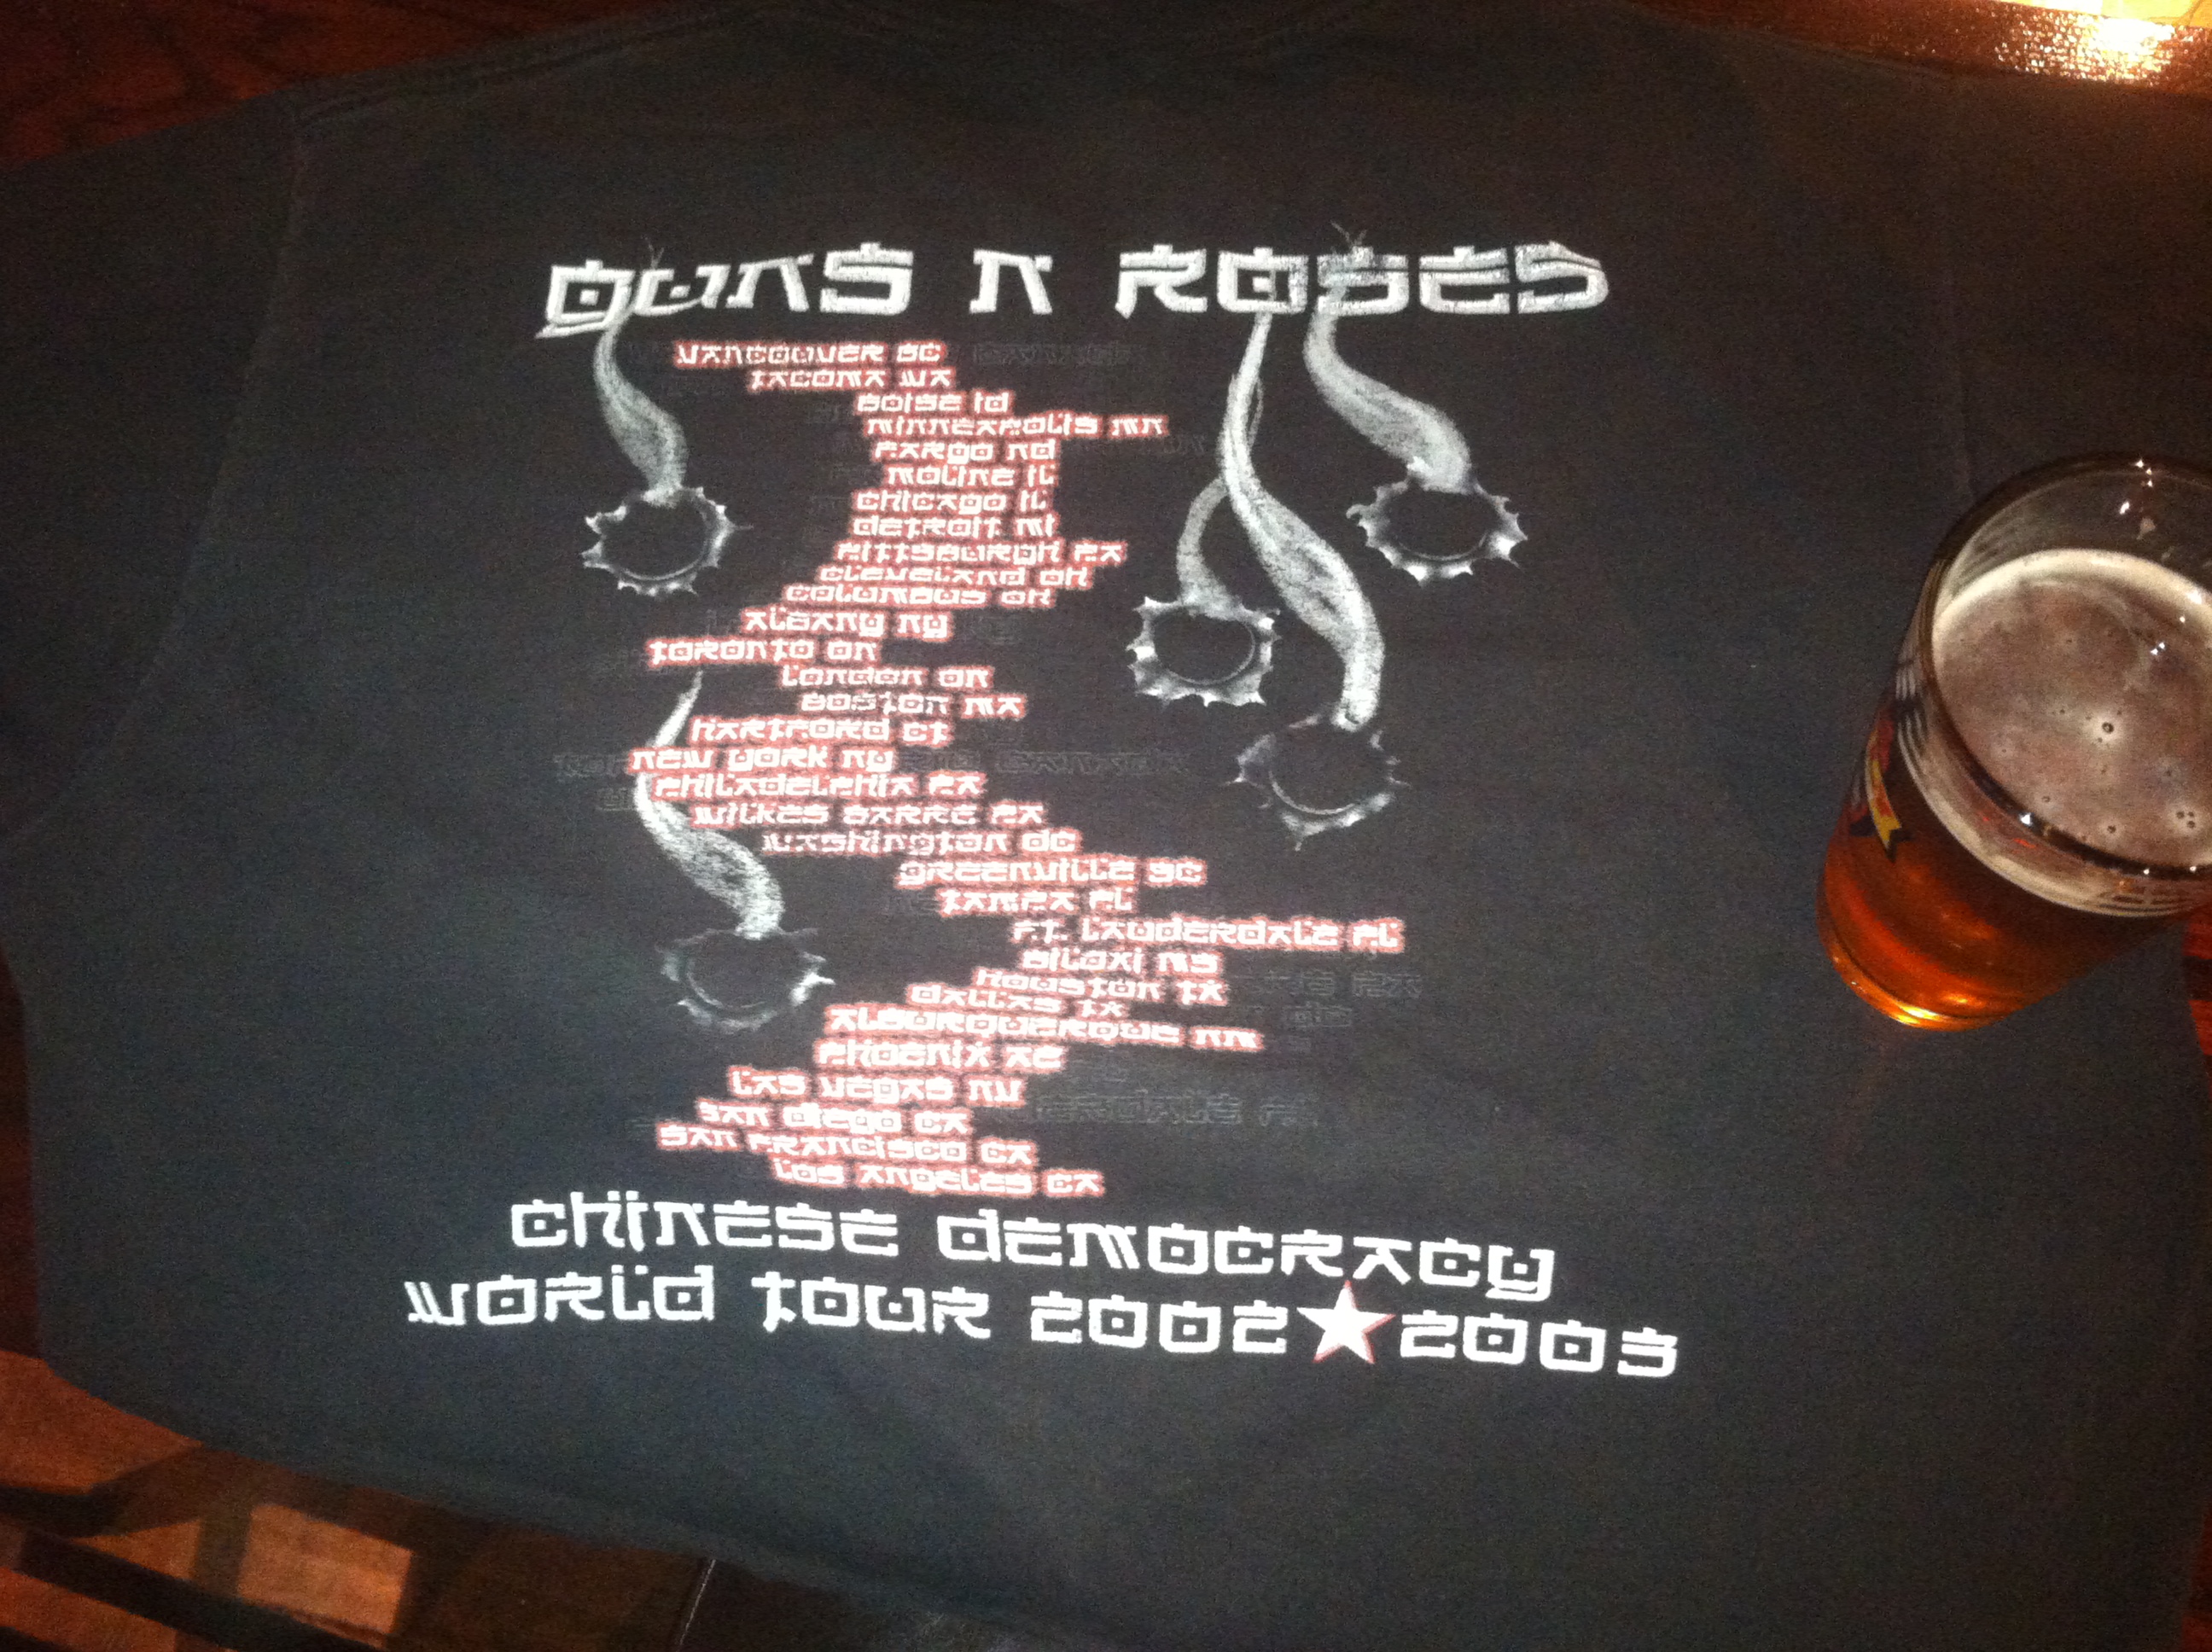 GUNS N ROSES
VANCOUVER BC
TACOMA WA
BOISE ID
MINNEAPOLIS MN
FARGO ND
MOLINE IL
CHICAGO IL
DETROIT MI
PITTSBURGH PA
CLEVELAND OH
COLUMBUS OH
ALBANY NY
TORONTO ON
LONDON ON
BOSTON MA
HARTFORD CT
NEW YORK NY
PHILADELPHIA PA
WILKES BARRE PA
WASHINGTON DC
GREENVILLE SC
TAMPA FL
FT. LAUDERDALE FL
BILOXI MS
HOUSTON TX
DALLAS TX
ALBURQUERQUE NM
PHOENIX AZ
LAS VEGAS NV
SAN DIEGO CA
SAN FRANCISCO CA
LOS ANGELES CA
CHINESE DEMOCRACY
WORLD TOUR 2002★2003